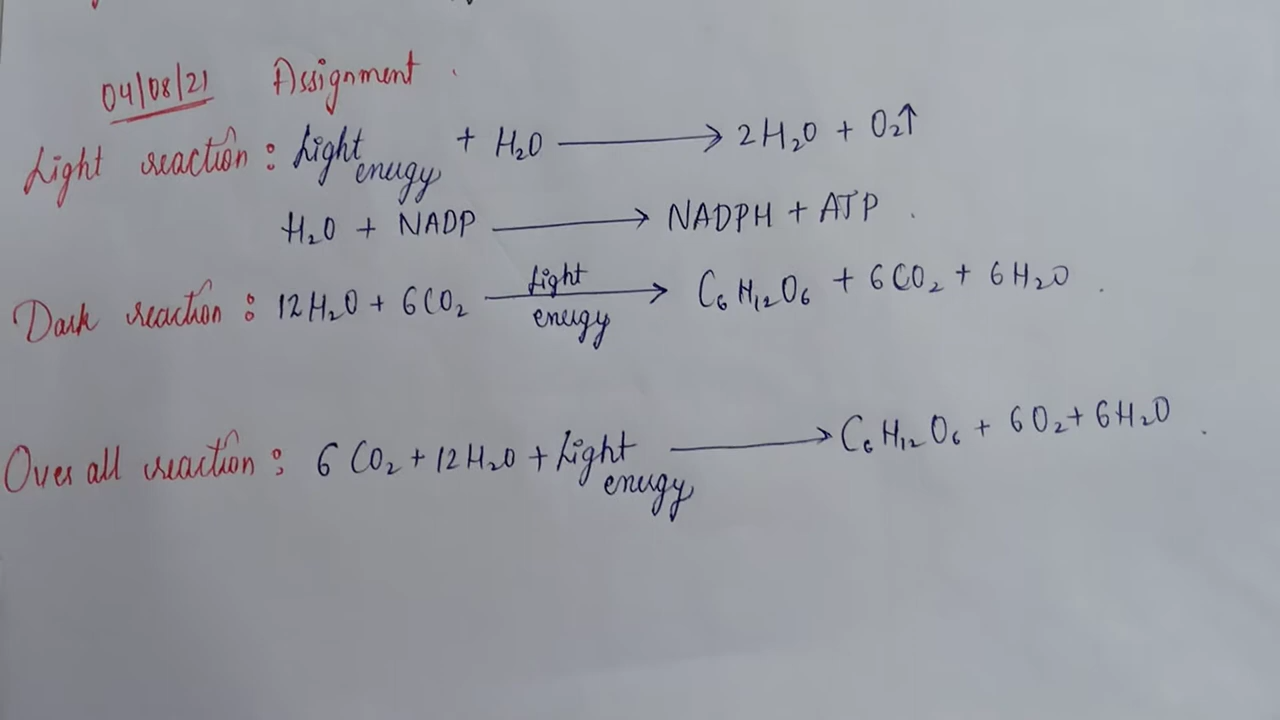 04/08/21 Assignment .
Light reaction : Light energy + H₂O ⟶ 2H₂O + O₂↑
H₂O + NADP ⟶ NADPH + ATP .
Dark reaction : 12H₂O + 6CO₂ ⟶ Light energy C₆H₁₂O₆ + 6CO₂ + 6H₂O .
Over all reaction : 6CO₂ + 12H₂O + Light energy ⟶ C₆H₁₂O₆ + 6O₂ + 6H₂O .